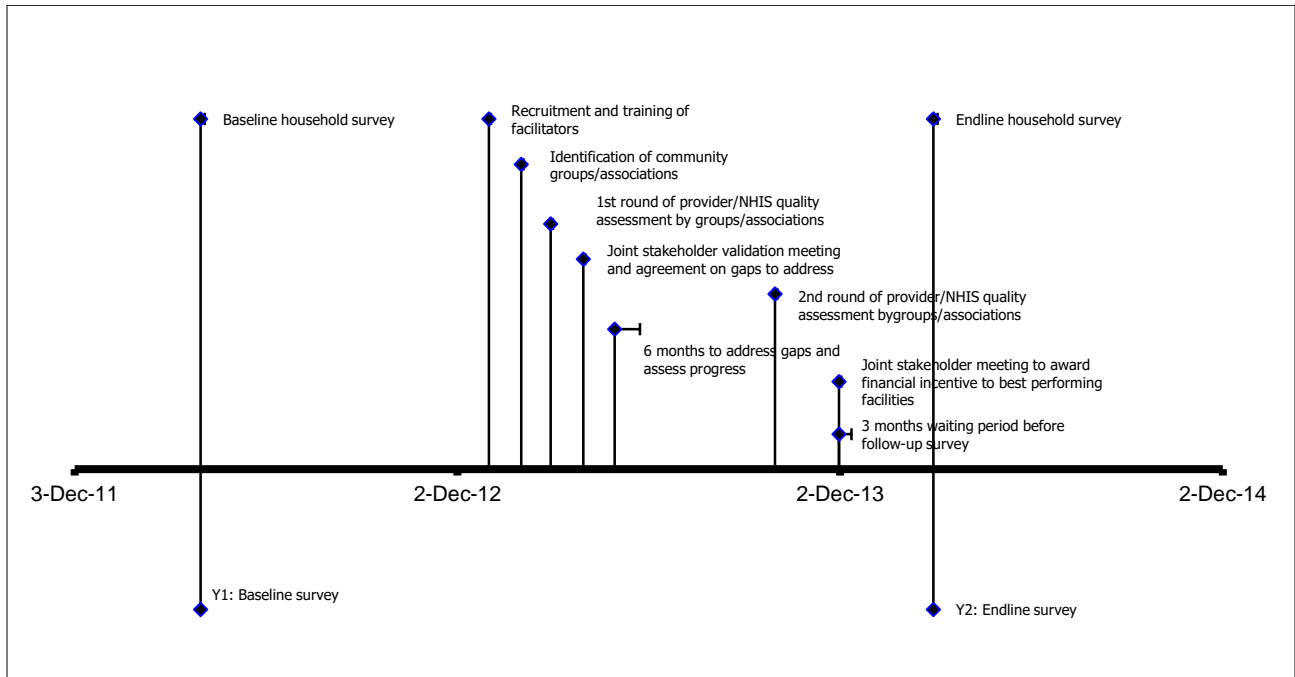 Baseline household survey
Recruitment and training of
facilitators
Endline household survey
Identification of community
groups/associations
1st round of provider/NHIS quality
assessment by groups/associations
Joint stakeholder validation meeting
and agreement on gaps to address
2nd round of provider/NHIS quality
assessment bygroups/associations
6 months to address gaps and
assess progress
Joint stakeholder meeting to award
financial incentive to best performing
facilities
3 months waiting period before
follow-up survey
3-Dec-11
2-Dec-12
2-Dec-13
2-Dec-14
Y1: Baseline survey
Y2: Endline survey